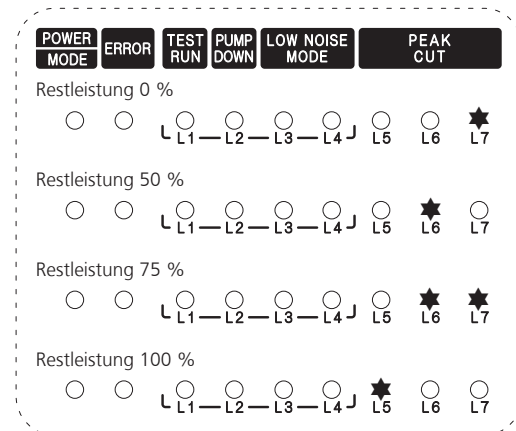 POWER ERROR TEST PUMP LOW NOISE PEAK
MODE RUN DOWN MODE CUT
Restleistung 0 %
L1 L2 L3 L4 L5 L6 L7
Restleistung 50 %
L1 L2 L3 L4 L5 L6 L7
Restleistung 75 %
L1 L2 L3 L4 L5 L6 L7
Restleistung 100 %
L1 L2 L3 L4 L5 L6 L7